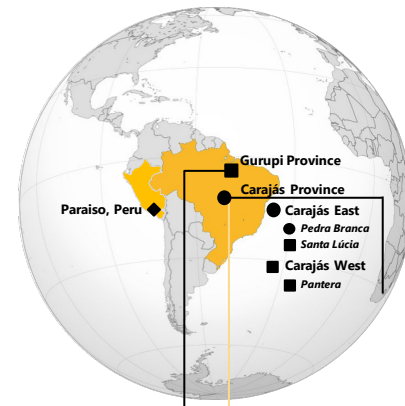 Gurupi Province
Carajás Province
Paraiso, Peru
Carajás East
Pedra Branca
Santa Lúcia
Carajás West
Pantera